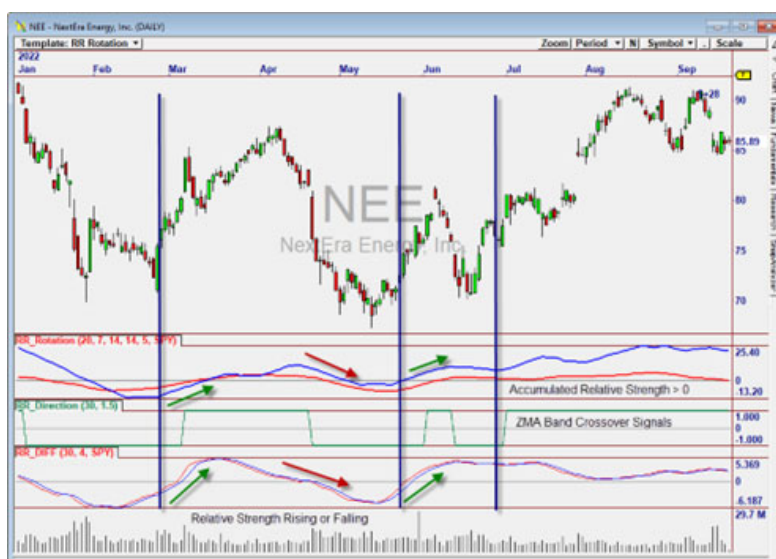 NEE - NextEra Energy, Inc. (DAILY)
Template: RR Rotation
Zoom Period N Symbol . Scale
2022
Jan Feb Mar Apr May Jun Jul Aug Sep
28
90
85.89
85
80
75
70
NEE
NextEra Energy, Inc.
RR_Rotation (20, 7, 14, 14, 5, SPY)
25.40
0
-13.20
Accumulated Relative Strength > 0
RR_Direction (30, 1.5)
1.000
0
-1.000
ZMA Band Crossover Signals
RR_DIFF (30, 4, SPY)
5.369
0
-6.187
Relative Strength Rising or Falling
29.7 M